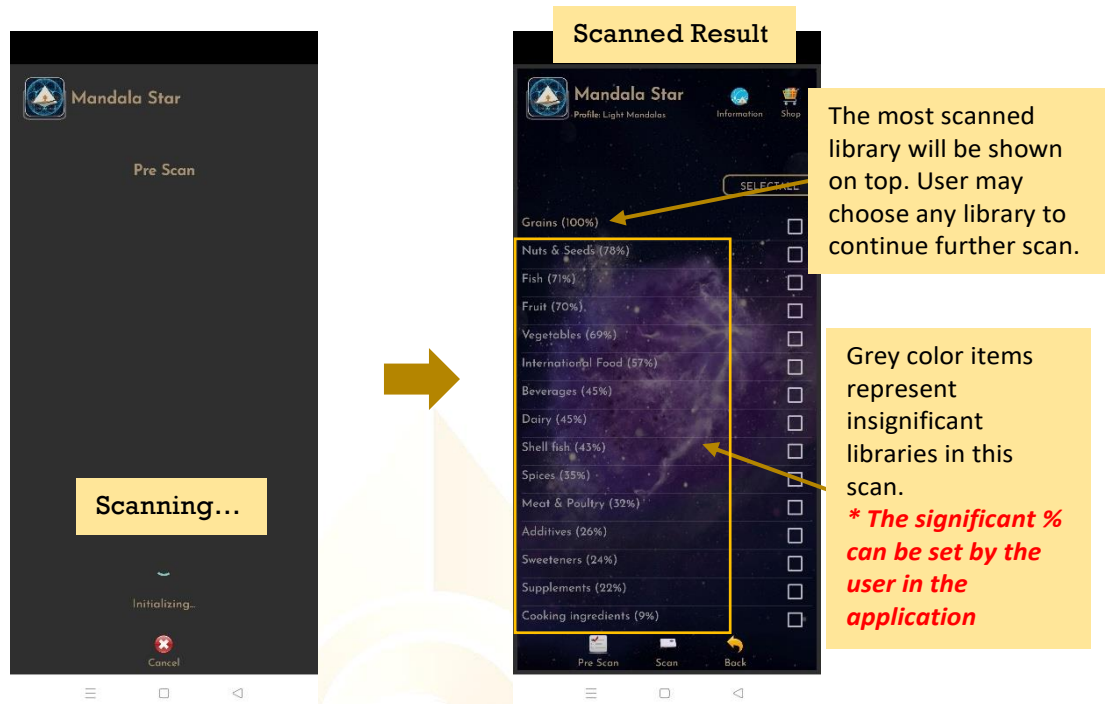 Mandala Star
Pre Scan
Scanning...
Initializing...
Cancel
Scanned Result
Mandala Star
Profile: Light Mandalas
Information
Shop
SELECT ALL
Grains (100%)
Nuts & Seeds (78%)
Fish (71%)
Fruit (70%)
Vegetables (69%)
International Food (57%)
Beverages (45%)
Dairy (45%)
Shell fish (43%)
Spices (35%)
Meat & Poultry (32%)
Additives (26%)
Sweeteners (24%)
Supplements (22%)
Cooking ingredients (9%)
Pre Scan
Scan
Back
The most scanned
library will be shown
on top. User may
choose any library to
continue further scan.
Grey color items
represent
insignificant
libraries in this
scan.
* The significant %
can be set by the
user in the
application